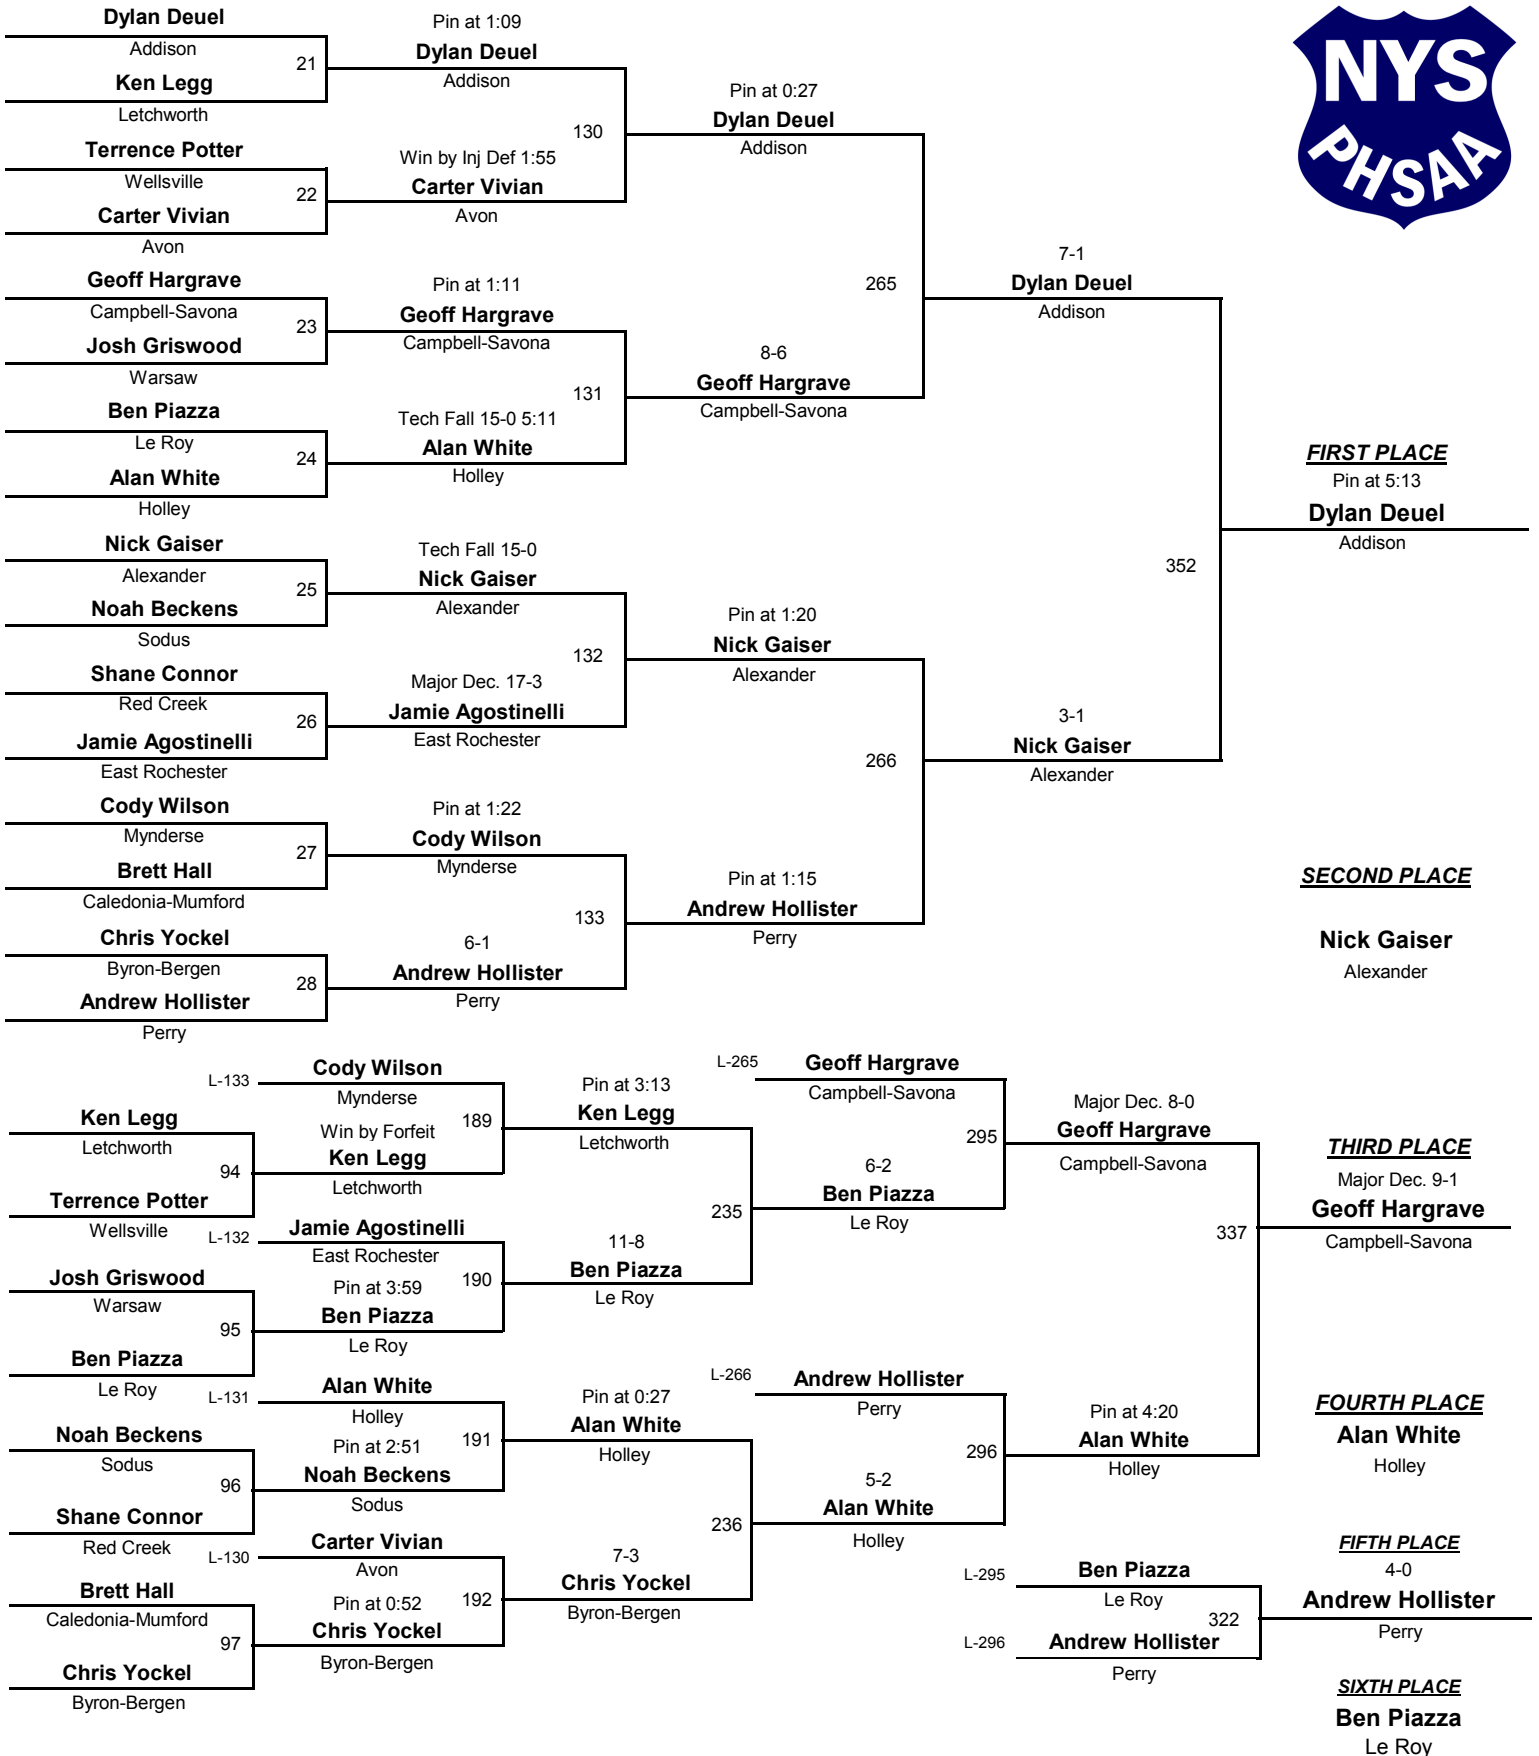 Dylan Deuel
Addison
21
Ken Legg
Letchworth
Terrence Potter
Wellsville
22
Carter Vivian
Avon
Geoff Hargrave
Campbell-Savona
23
Josh Griswood
Warsaw
Ben Piazza
Le Roy
24
Alan White
Holley
Nick Gaiser
Alexander
25
Noah Beckens
Sodus
Shane Connor
Red Creek
26
Jamie Agostinelli
East Rochester
Cody Wilson
Mynderse
27
Brett Hall
Caledonia-Mumford
Chris Yockel
Byron-Bergen
28
Andrew Hollister
Perry
Pin at 1:09
Dylan Deuel
Addison
130
Win by Inj Def 1:55
Carter Vivian
Avon
Pin at 1:11
Geoff Hargrave
Campbell-Savona
131
Tech Fall 15-0 5:11
Alan White
Holley
Tech Fall 15-0
Nick Gaiser
Alexander
132
Major Dec. 17-3
Jamie Agostinelli
East Rochester
Pin at 1:22
Cody Wilson
Mynderse
133
6-1
Andrew Hollister
Perry
Pin at 0:27
Dylan Deuel
Addison
265
8-6
Geoff Hargrave
Campbell-Savona
Pin at 1:20
Nick Gaiser
Alexander
266
Pin at 1:15
Andrew Hollister
Perry
7-1
Dylan Deuel
Addison
352
3-1
Nick Gaiser
Alexander
NYS
PHSAA
FIRST PLACE
Pin at 5:13
Dylan Deuel
Addison
SECOND PLACE
Nick Gaiser
Alexander
Ken Legg
Letchworth
94
Terrence Potter
Wellsville
Josh Griswood
Warsaw
95
Ben Piazza
Le Roy
Noah Beckens
Sodus
96
Shane Connor
Red Creek
Brett Hall
Caledonia-Mumford
97
Chris Yockel
Byron-Bergen
L-133
Cody Wilson
Mynderse
189
Win by Forfeit
Ken Legg
Letchworth
L-132
Jamie Agostinelli
East Rochester
190
Pin at 3:59
Ben Piazza
Le Roy
L-131
Alan White
Holley
191
Pin at 2:51
Noah Beckens
Sodus
L-130
Carter Vivian
Avon
192
Pin at 0:52
Chris Yockel
Byron-Bergen
Pin at 3:13
Ken Legg
Letchworth
235
11-8
Ben Piazza
Le Roy
Pin at 0:27
Alan White
Holley
236
7-3
Chris Yockel
Byron-Bergen
L-265
Geoff Hargrave
Campbell-Savona
295
6-2
Ben Piazza
Le Roy
L-266
Andrew Hollister
Perry
296
5-2
Alan White
Holley
Major Dec. 8-0
Geoff Hargrave
Campbell-Savona
337
Pin at 4:20
Alan White
Holley
THIRD PLACE
Major Dec. 9-1
Geoff Hargrave
Campbell-Savona
FOURTH PLACE
Alan White
Holley
L-295
Ben Piazza
Le Roy
322
L-296
Andrew Hollister
Perry
FIFTH PLACE
4-0
Andrew Hollister
Perry
SIXTH PLACE
Ben Piazza
Le Roy